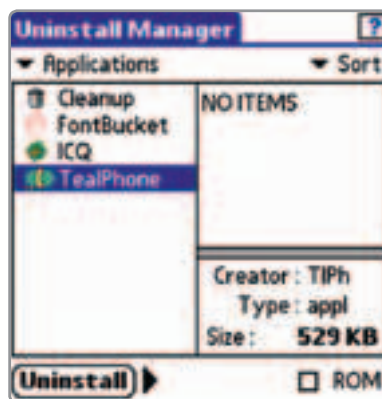 Uninstall Manager ?
Applications Sort
Cleanup
FontBucket
ICQ
TealPhone
NO ITEMS
Creator : TlPh
Type : appl
Size : 529 KB
Uninstall ROM